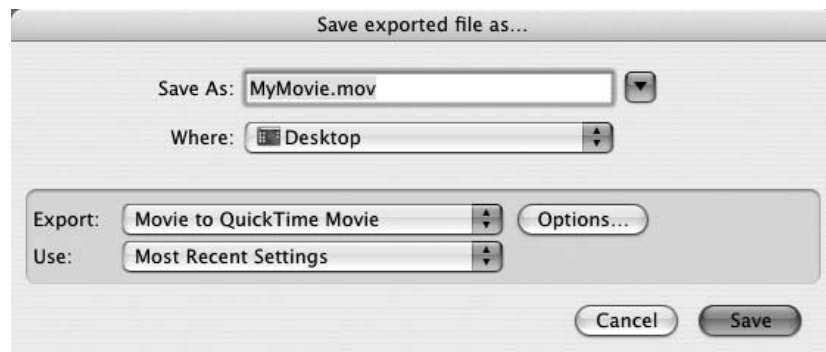 Save exported file as...
Save As: MyMovie.mov
Where: Desktop
Export: Movie to QuickTime Movie Options...
Use: Most Recent Settings
Cancel Save